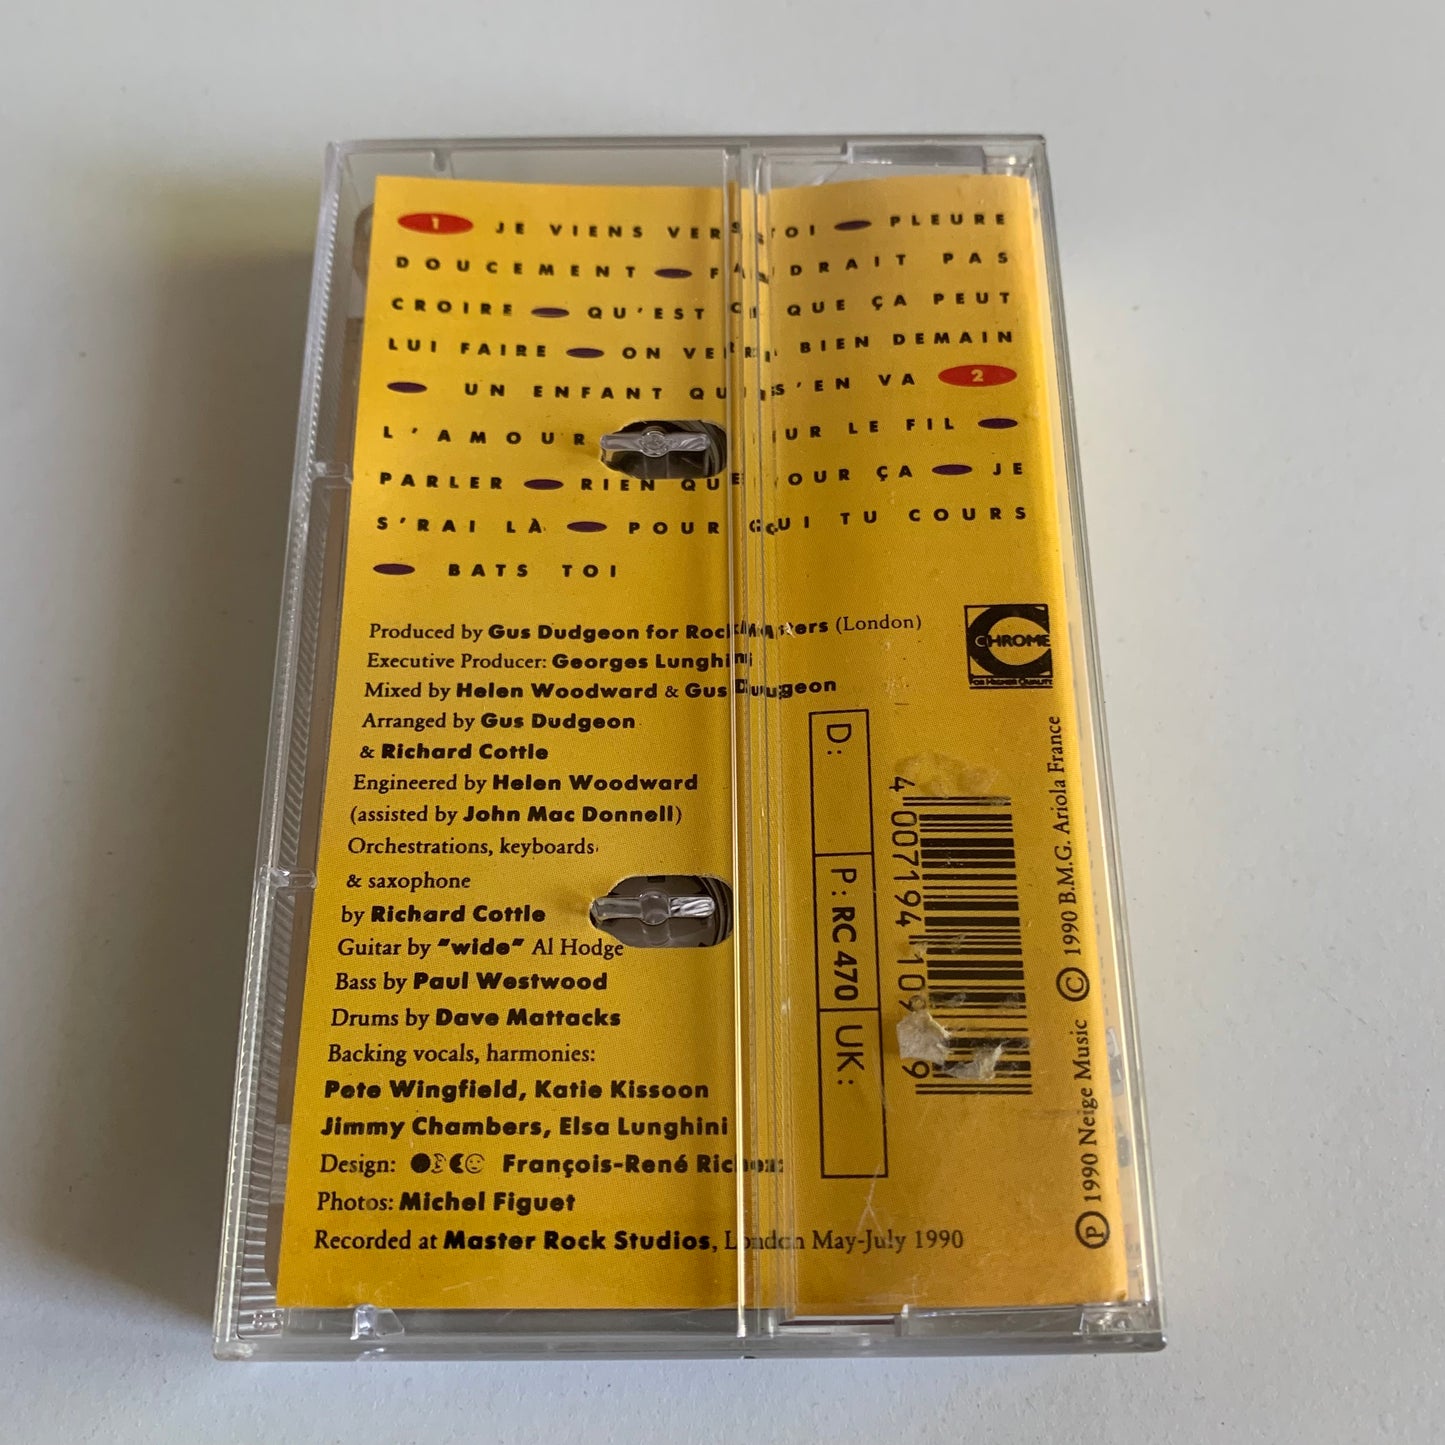 1 JE VIENS VERS TOI PLEURE
DOUCEMENT FAUDRAIT PAS
CROIRE QU'EST CE QUE ÇA PEUT
LUI FAIRE ON VERRA BIEN DEMAIN
UN ENFANT QUI S'EN VA 2
L'AMOUR SUR LE FIL
PARLER RIEN QUE POUR ÇA JE
S'RAI LÀ POUR QUI TU COURS
BATS TOI
Produced by Gus Dudgeon for RockMasters (London)
Executive Producer: Georges Lunghini
Mixed by Helen Woodward & Gus Dudgeon
Arranged by Gus Dudgeon
& Richard Cottle
Engineered by Helen Woodward
(assisted by John Mac Donnell)
Orchestrations, keyboards
& saxophone
by Richard Cottle
Guitar by "wide" Al Hodge
Bass by Paul Westwood
Drums by Dave Mattacks
Backing vocals, harmonies:
Pete Wingfield, Katie Kissoon
Jimmy Chambers, Elsa Lunghini
Design: François-René
Photos: Michel Figuet
Recorded at Master Rock Studios, London May-July 1990
CHROME
FOR HIGHER QUALITY
D: P: RC 470 UK:
4 007194 109 9
Ⓟ 1990 Neige Music © 1990 B.M.G. Ariola France